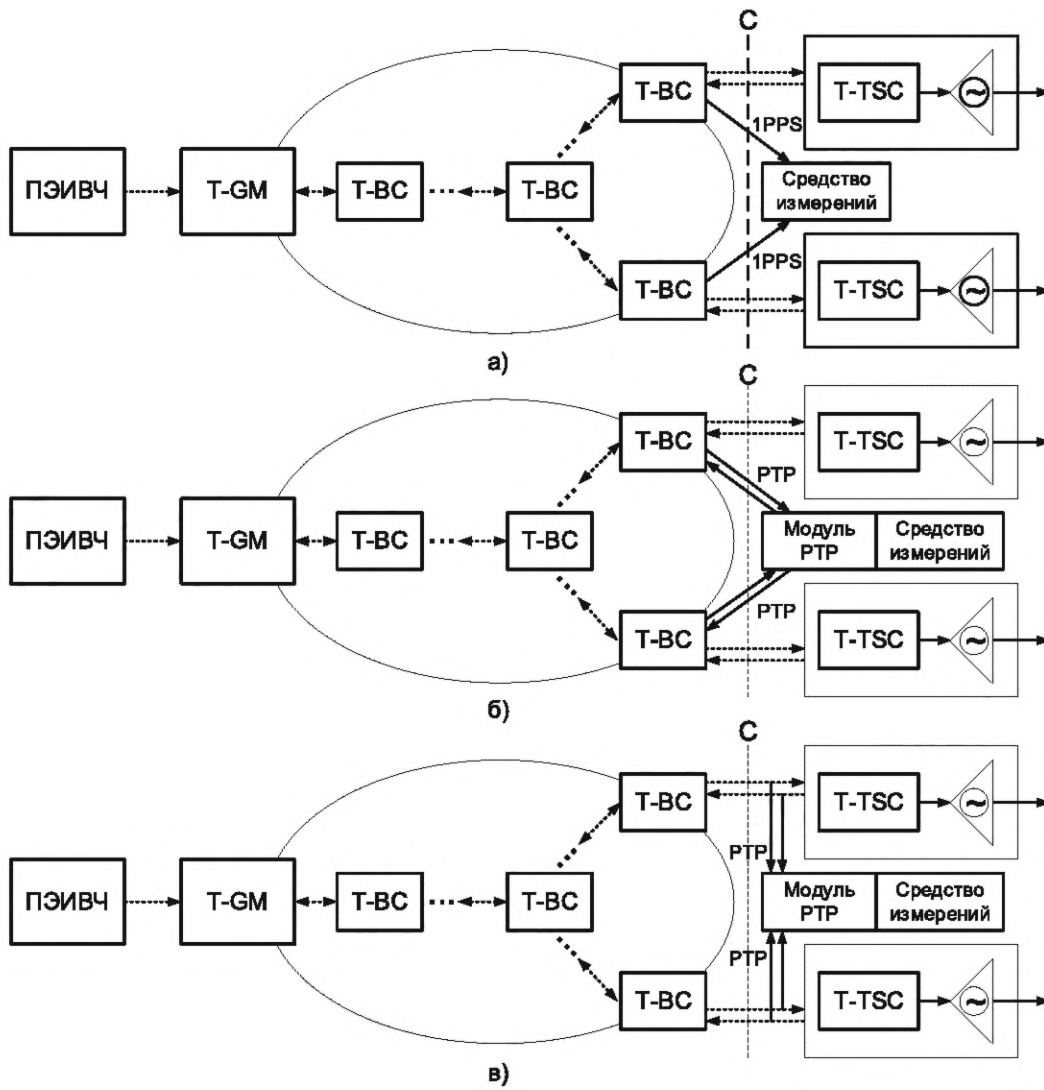 C
T-BC
T-TSC
1PPS
ПЭИВЧ
T-GM
T-BC
T-BC
Средство
измерений
1PPS
T-BC
T-TSC
а)
C
T-BC
T-TSC
PTP
ПЭИВЧ
T-GM
T-BC
T-BC
Модуль
PTP
Средство
измерений
PTP
T-BC
T-TSC
б)
C
T-BC
T-TSC
PTP
ПЭИВЧ
T-GM
T-BC
T-BC
Модуль
PTP
Средство
измерений
PTP
T-BC
T-TSC
в)